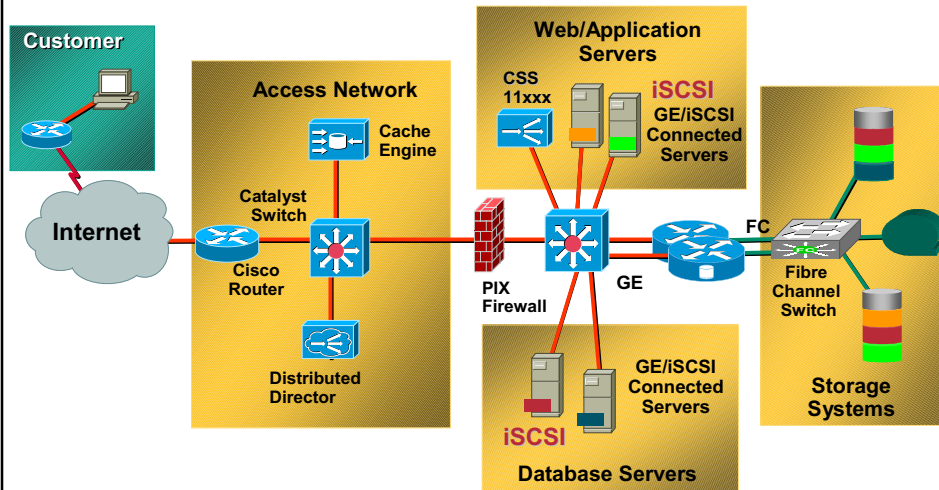 Customer
Internet
Access Network
Cache
Engine
Catalyst
Switch
Cisco
Router
Distributed
Director
PIX
Firewall
Web/Application
Servers
CSS
11xxx
iSCSI
GE/iSCSI
Connected
Servers
GE
FC
FC
Fibre
Channel
Switch
Storage
Systems
GE/iSCSI
Connected
Servers
iSCSI
Database Servers